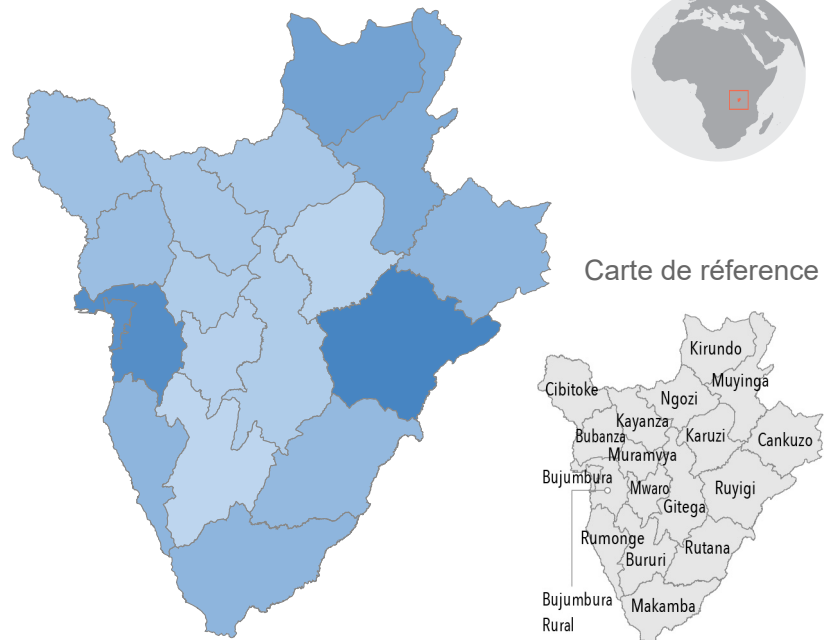 Carte de réference
Kirundo
Muyinga
Cibitoke
Ngozi
Kayanza
Bubanza
Karuzi
Cankuzo
Muramvya
Bujumbura
Mwaro
Ruyigi
Gitega
Rumonge
Rutana
Bururi
Bujumbura
Rural
Makamba